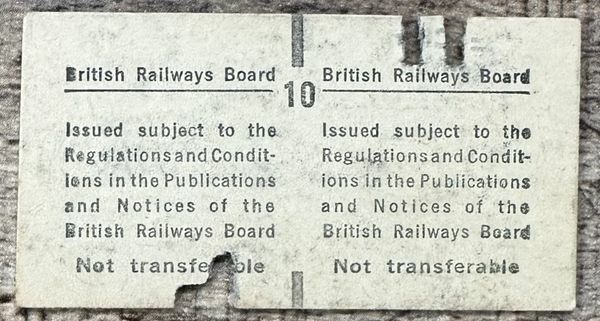 British Railways Board
Issued subject to the
Regulations and Condit-
ions in the Publications
and Notices of the
British Railways Board
Not transferable
10
British Railways Board
Issued subject to the
Regulations and Condit-
ions in the Publications
and Notices of the
British Railways Board
Not transferable